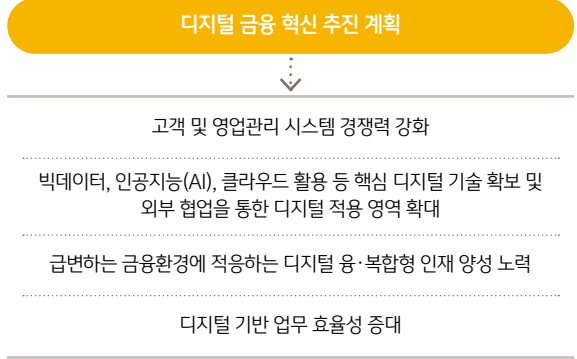 디지털 금융 혁신 추진 계획
고객 및 영업관리 시스템 경쟁력 강화
빅데이터, 인공지능(AI), 클라우드 활용 등 핵심 디지털 기술 확보 및
외부 협업을 통한 디지털 적용 영역 확대
급변하는 금융환경에 적응하는 디지털 융·복합형 인재 양성 노력
디지털 기반 업무 효율성 증대